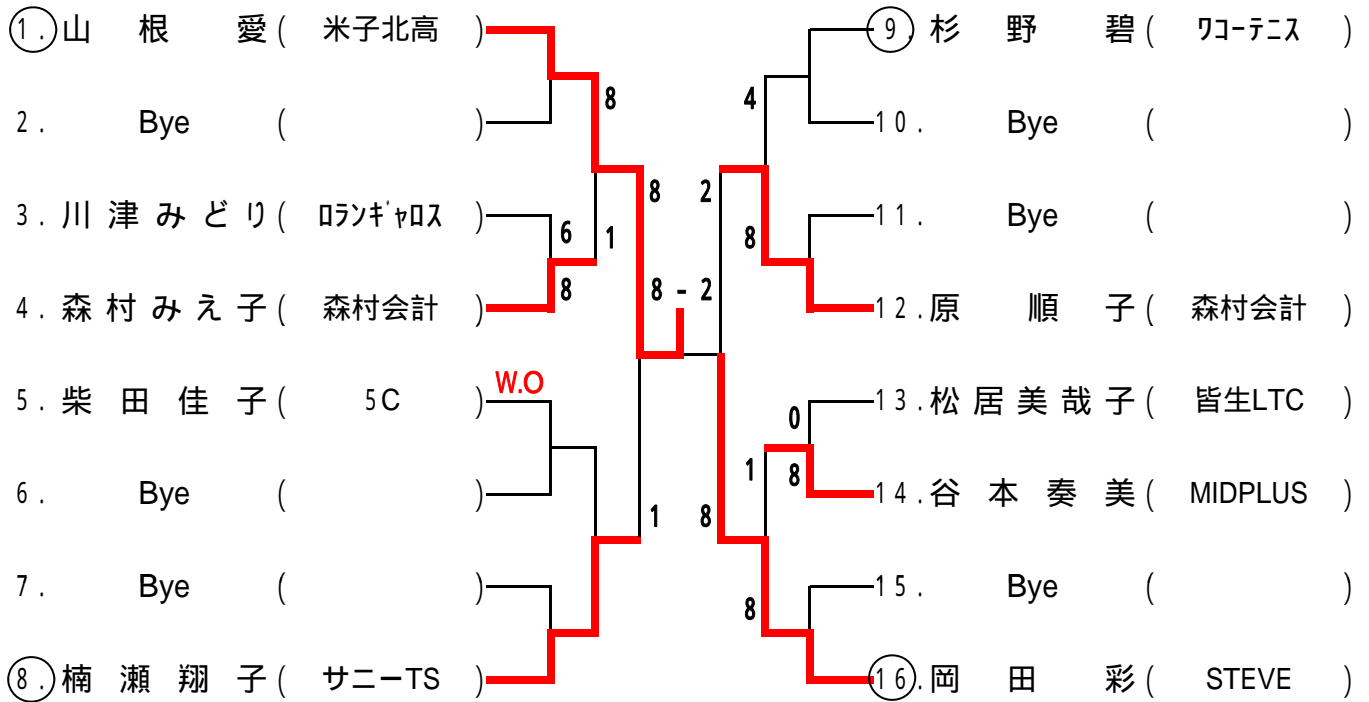 1. 山根愛 ( 米子北高 )
2. Bye ( )
3. 川津みどり ( ロランギャロス )
4. 森村みえ子 ( 森村会計 )
5. 柴田佳子 ( 5C )
6. Bye ( )
7. Bye ( )
8. 楠瀬翔子 ( サニーTS )
8
6
8
1
W.O
8
1
8 - 2
2
8
4
8
0
8
1
8
9. 杉野碧 ( ワコーテニス )
10. Bye ( )
11. Bye ( )
12. 原順子 ( 森村会計 )
13. 松居美哉子 ( 皆生LTC )
14. 谷本奏美 ( MIDPLUS )
15. Bye ( )
16. 岡田彩 ( STEVE )